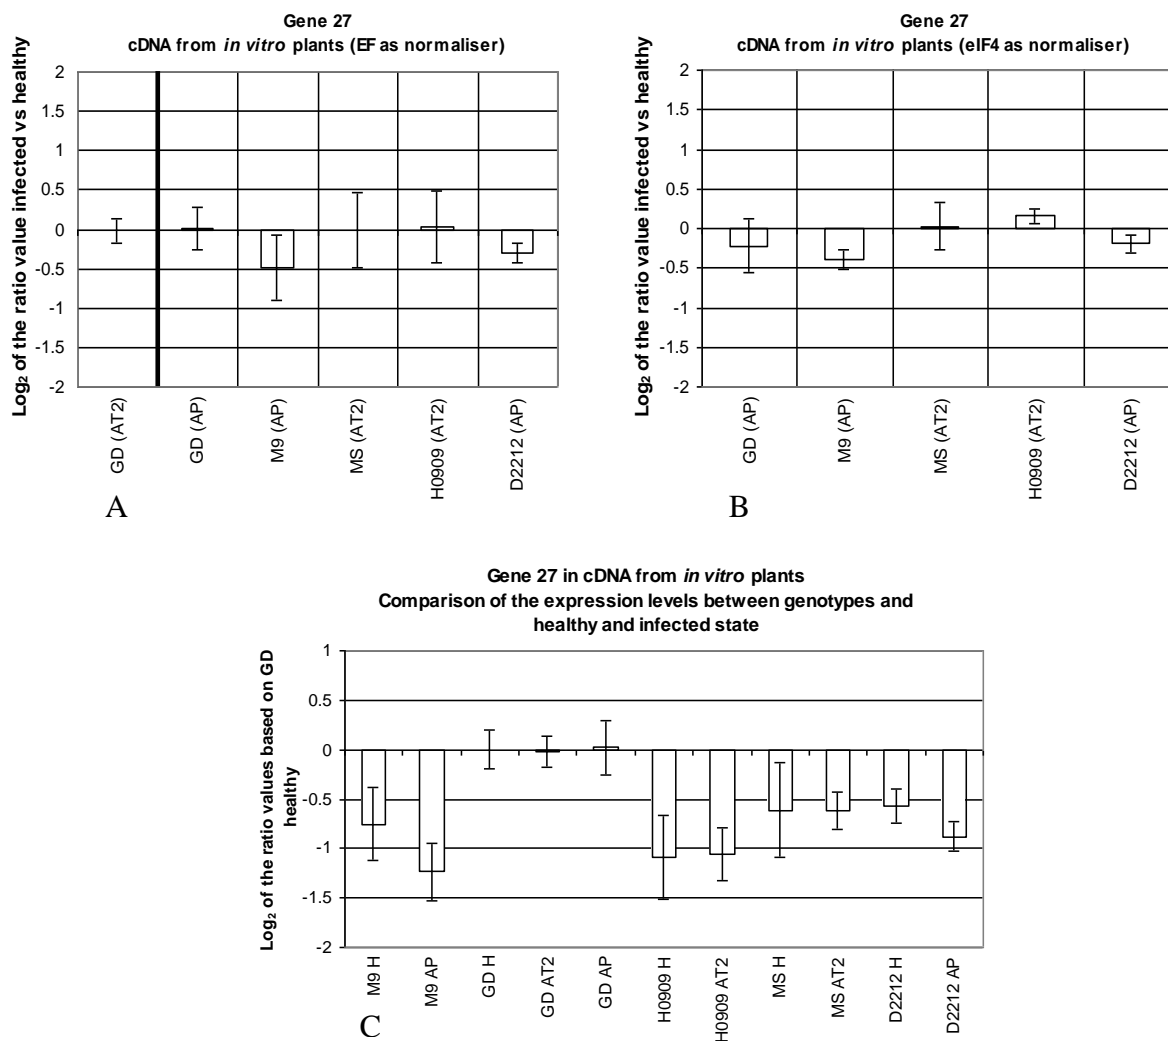 Gene 27
cDNA from in vitro plants (EF as normaliser)
Log₂ of the ratio value infected vs healthy
2
1.5
1
0.5
0
-0.5
-1
-1.5
-2
GD (AT2)
GD (AP)
M9 (AP)
MS (AT2)
H0909 (AT2)
D2212 (AP)
A
Gene 27
cDNA from in vitro plants (eIF4 as normaliser)
Log₂ of the ratio value infected vs healthy
2
1.5
1
0.5
0
-0.5
-1
-1.5
-2
GD (AP)
M9 (AP)
MS (AT2)
H0909 (AT2)
D2212 (AP)
B
Gene 27 in cDNA from in vitro plants
Comparison of the expression levels between genotypes and
healthy and infected state
Log₂ of the ratio values based on GD
healthy
1
0.5
0
-0.5
-1
-1.5
-2
M9 H
M9 AP
GD H
GD AT2
GD AP
H0909 H
H0909 AT2
MS H
MS AT2
D2212 H
D2212 AP
C